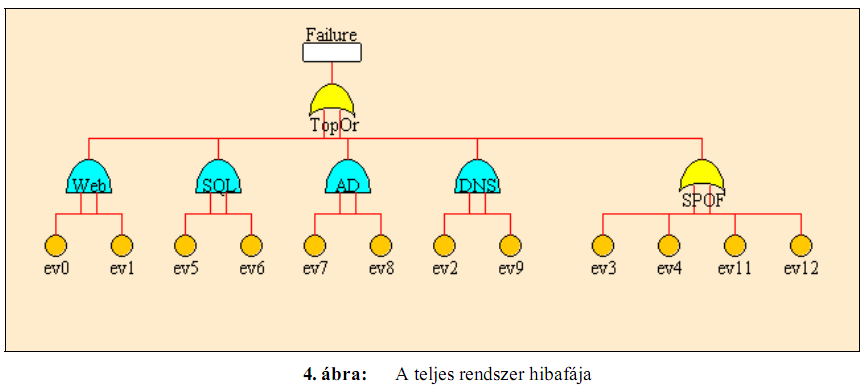 Failure
TopOr
Web SQL AD DNS SPOF
ev0 ev1 ev5 ev6 ev7 ev8 ev2 ev9 ev3 ev4 ev11 ev12
4. ábra: A teljes rendszer hibafája